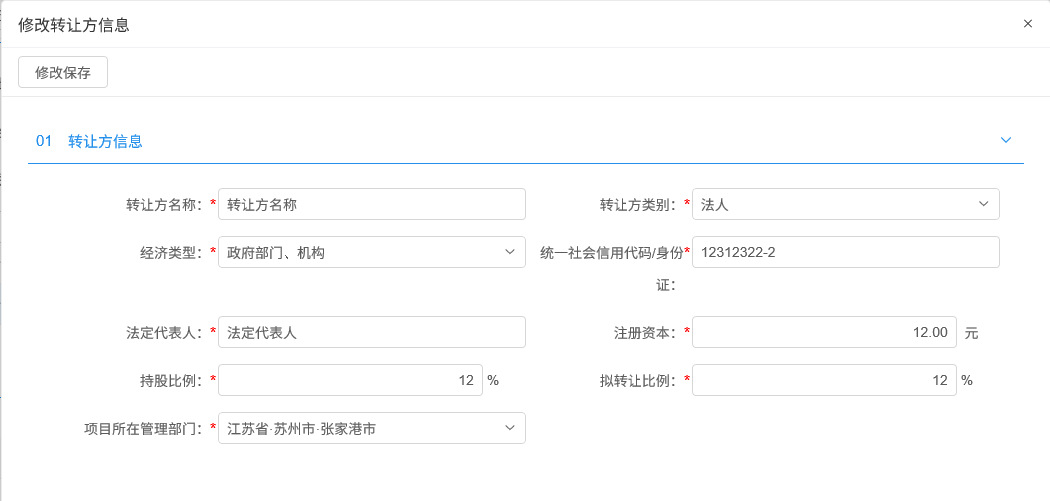 修改转让方信息
修改保存
01 转让方信息
转让方名称： * 转让方名称 转让方类别： * 法人
经济类型： * 政府部门、机构 统一社会信用代码/身份 * 12312322-2
证：
法定代表人： * 法定代表人 注册资本： * 12.00 元
持股比例： * 12 % 拟转让比例： * 12 %
项目所在管理部门： * 江苏省·苏州市·张家港市